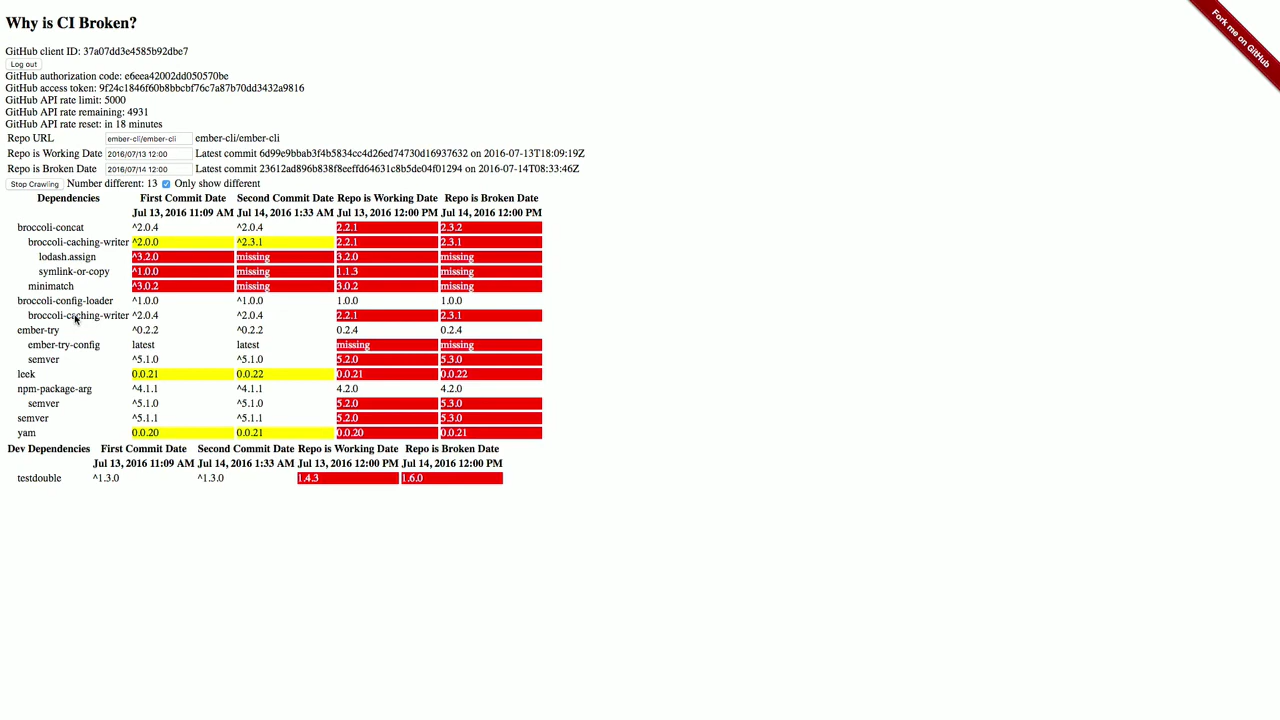 Why is CI Broken?
Fork me on GitHub
GitHub client ID: 37a07dd3e4585b92dbe7
Log out
GitHub authorization code: e6eea42002dd050570be
GitHub access token: 9f24c1846f60b8bbcbf76c7a87b70dd3432a9816
GitHub API rate limit: 5000
GitHub API rate remaining: 4931
GitHub API rate reset: in 18 minutes
Repo URL ember-cli/ember-cli ember-cli/ember-cli
Repo is Working Date 2016/07/13 12:00 Latest commit 6d99e9bbab3f4b5834cc4d26ed74730d16937632 on 2016-07-13T18:09:19Z
Repo is Broken Date 2016/07/14 12:00 Latest commit 23612ad896b838f8eeffd64631c8b5de04f01294 on 2016-07-14T08:33:46Z
Stop Crawling Number different: 13 Only show different
Dependencies First Commit Date Second Commit Date Repo is Working Date Repo is Broken Date
Jul 13, 2016 11:09 AM Jul 14, 2016 1:33 AM Jul 13, 2016 12:00 PM Jul 14, 2016 12:00 PM
broccoli-concat ^2.0.4 ^2.0.4 2.2.1 2.3.2
broccoli-caching-writer ^2.0.0 ^2.3.1 2.2.1 2.3.1
lodash.assign ^3.2.0 missing 3.2.0 missing
symlink-or-copy ^1.0.0 missing 1.1.3 missing
minimatch ^3.0.2 missing 3.0.2 missing
broccoli-config-loader ^1.0.0 ^1.0.0 1.0.0 1.0.0
broccoli-caching-writer ^2.0.4 ^2.0.4 2.2.1 2.3.1
ember-try ^0.2.2 ^0.2.2 0.2.4 0.2.4
ember-try-config latest latest missing missing
semver ^5.1.0 ^5.1.0 5.2.0 5.3.0
leek 0.0.21 0.0.22 0.0.21 0.0.22
npm-package-arg ^4.1.1 ^4.1.1 4.2.0 4.2.0
semver ^5.1.0 ^5.1.0 5.2.0 5.3.0
semver ^5.1.1 ^5.1.1 5.2.0 5.3.0
yam 0.0.20 0.0.21 0.0.20 0.0.21
Dev Dependencies First Commit Date Second Commit Date Repo is Working Date Repo is Broken Date
Jul 13, 2016 11:09 AM Jul 14, 2016 1:33 AM Jul 13, 2016 12:00 PM Jul 14, 2016 12:00 PM
testdouble ^1.3.0 ^1.3.0 1.4.3 1.6.0